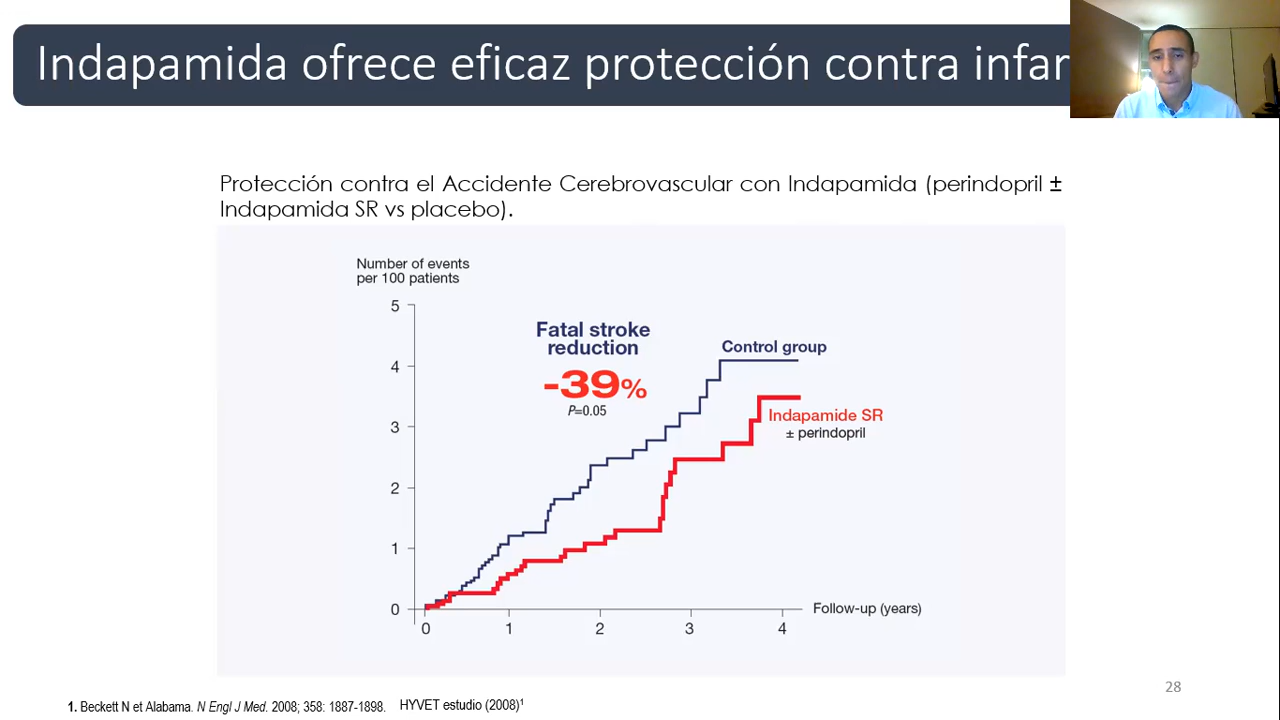 Indapamida ofrece eficaz protección contra
Protección contra el Accidente Cerebrovascular con Indapamida (perindopril ±
Indapamida SR vs placebo).
Number of events
per 100 patients
5
4
3
2
1
0
Fatal stroke
reduction
-39%
P=0.05
Control group
Indapamide SR
± perindopril
0 1 2 3 4
Follow-up (years)
28
1. Beckett N et Alabama. N Engl J Med. 2008; 358: 1887-1898. HYVET estudio (2008)1